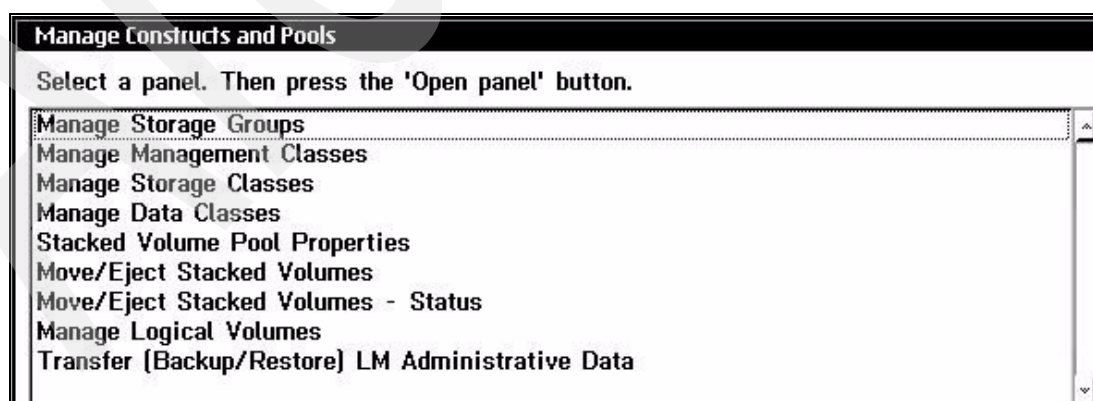 Manage Constructs and Pools
Select a panel. Then press the 'Open panel' button.
Manage Storage Groups
Manage Management Classes
Manage Storage Classes
Manage Data Classes
Stacked Volume Pool Properties
Move/Eject Stacked Volumes
Move/Eject Stacked Volumes - Status
Manage Logical Volumes
Transfer (Backup/Restore) LM Administrative Data